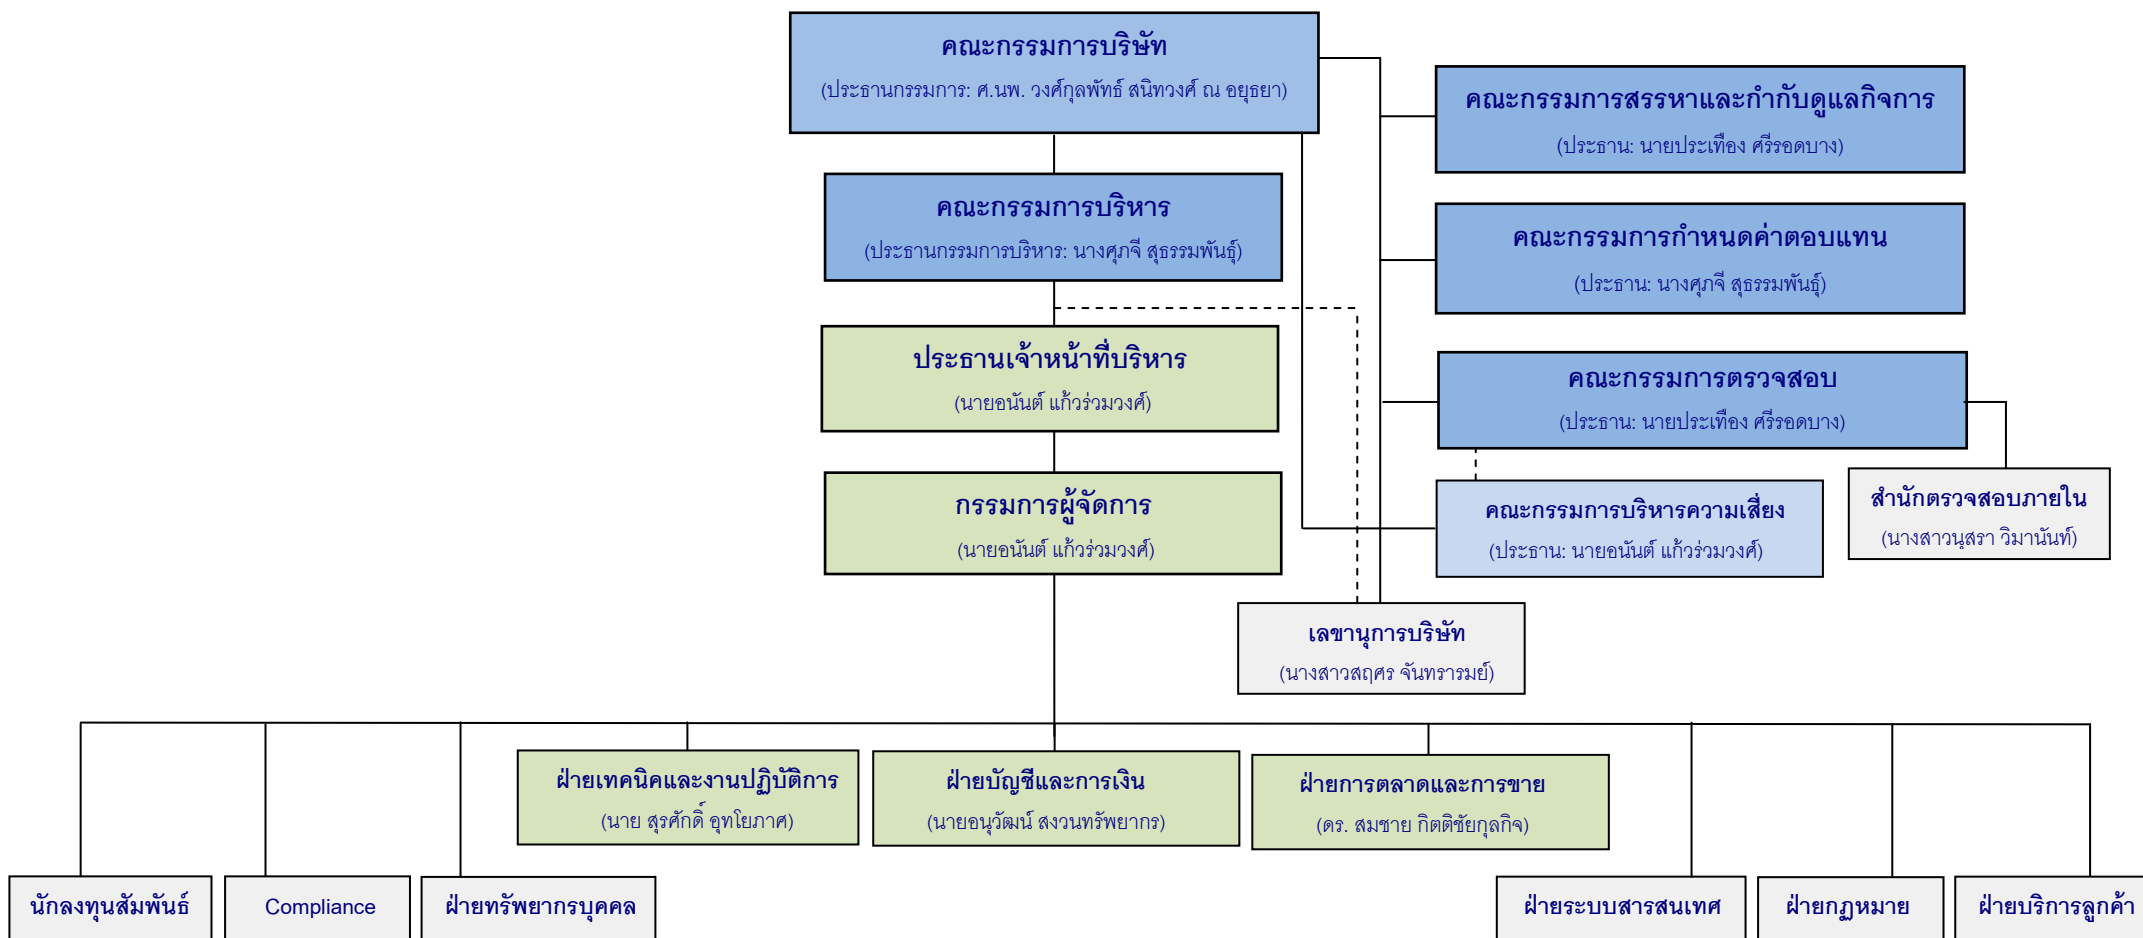 คณะกรรมการบริษัท
(ประธานกรรมการ: ศ.นพ. วงศ์กุลพัทธ์ สนิทวงศ์ ณ อยุธยา)
คณะกรรมการสรรหาและกำกับดูแลกิจการ
(ประธาน: นายประเทือง ศรีรอดบาง)
คณะกรรมการบริหาร
(ประธานกรรมการบริหาร: นางศุภจี สุธรรมพันธุ์)
คณะกรรมการกำหนดค่าตอบแทน
(ประธาน: นางศุภจี สุธรรมพันธุ์)
ประธานเจ้าหน้าที่บริหาร
(นายอนันต์ แก้วร่วมวงศ์)
คณะกรรมการตรวจสอบ
(ประธาน: นายประเทือง ศรีรอดบาง)
กรรมการผู้จัดการ
(นายอนันต์ แก้วร่วมวงศ์)
คณะกรรมการบริหารความเสี่ยง
(ประธาน: นายอนันต์ แก้วร่วมวงศ์)
สำนักตรวจสอบภายใน
(นางสาวนุสรา วิมานันท์)
เลขานุการบริษัท
(นางสาวสฤศร จันทรารมย์)
ฝ่ายเทคนิคและงานปฏิบัติการ
(นาย สุรศักดิ์ อุทโยภาศ)
ฝ่ายบัญชีและการเงิน
(นายอนุวัฒน์ สงวนทรัพยากร)
ฝ่ายการตลาดและการขาย
(ดร. สมชาย กิตติชัยกุลกิจ)
นักลงทุนสัมพันธ์
Compliance
ฝ่ายทรัพยากรบุคคล
ฝ่ายระบบสารสนเทศ
ฝ่ายกฏหมาย
ฝ่ายบริการลูกค้า